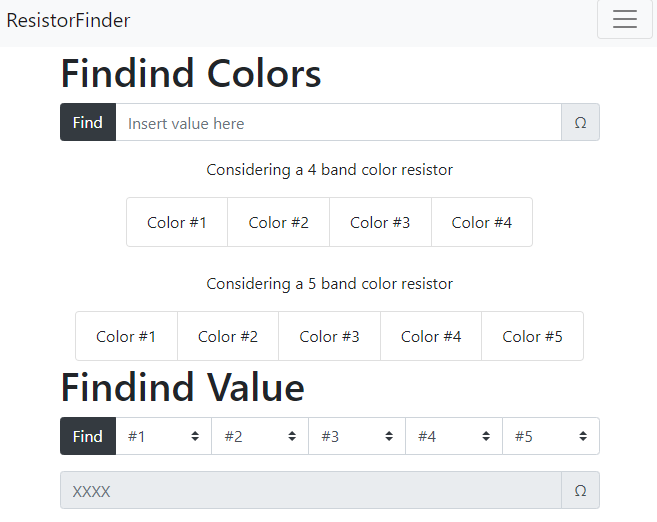 ResistorFinder
Findind Colors
Find Insert value here Ω
Considering a 4 band color resistor
Color #1 Color #2 Color #3 Color #4
Considering a 5 band color resistor
Color #1 Color #2 Color #3 Color #4 Color #5
Findind Value
Find #1 #2 #3 #4 #5
XXXX Ω